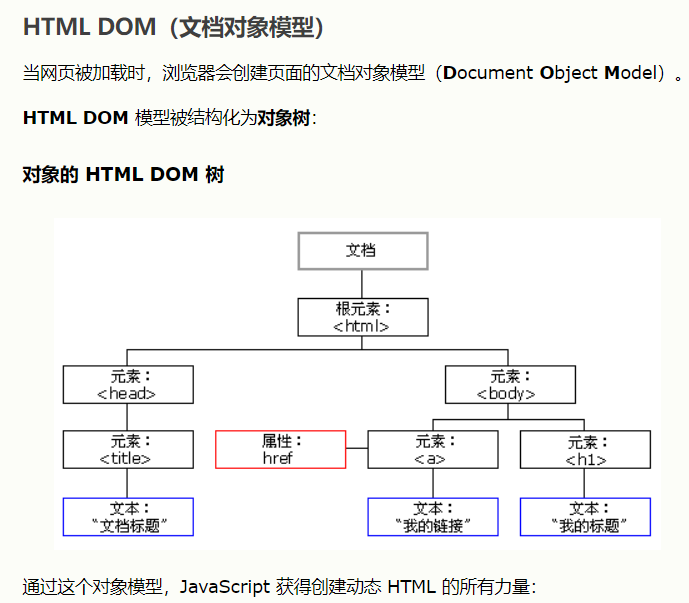 HTML DOM（文档对象模型）
当网页被加载时，浏览器会创建页面的文档对象模型（Document Object Model）。
HTML DOM 模型被结构化为对象树：
对象的 HTML DOM 树
文档
根元素：
<html>
元素：
<head>
元素：
<body>
元素：
<title>
属性：
href
元素：
<a>
元素：
<h1>
文本：
“文档标题”
文本：
“我的链接”
文本：
“我的标题”
通过这个对象模型，JavaScript 获得创建动态 HTML 的所有力量：